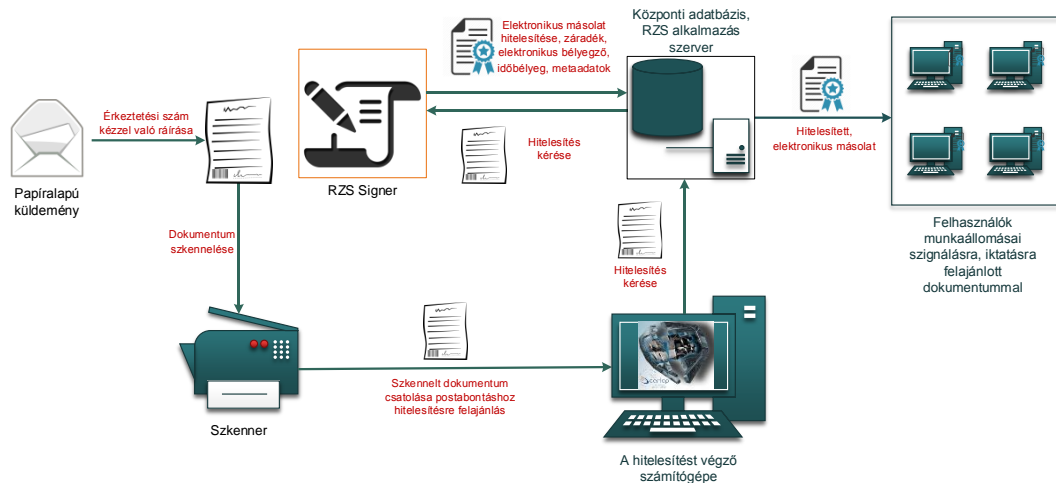 Elektronikus másolat
hitelesítése, záradék,
elektronikus bélyegző,
időbélyeg, metaadatok
Központi adatbázis,
RZS alkalmazás
szerver
Érkeztetési szám
kézzel való ráírása
Papíralapú
küldemény
RZS Signer
Hitelesítés
kérése
Hitelesített,
elektronikus másolat
Felhasználók
munkaállomásai
szignálásra, iktatásra
felajánlott
dokumentummal
Dokumentum
szkennelése
Hitelesítés
kérése
Szkennelt dokumentum
csatolása postabontáshoz
hitelesítésre felajánlás
Szkenner
A hitelesítést végző
számítógépe